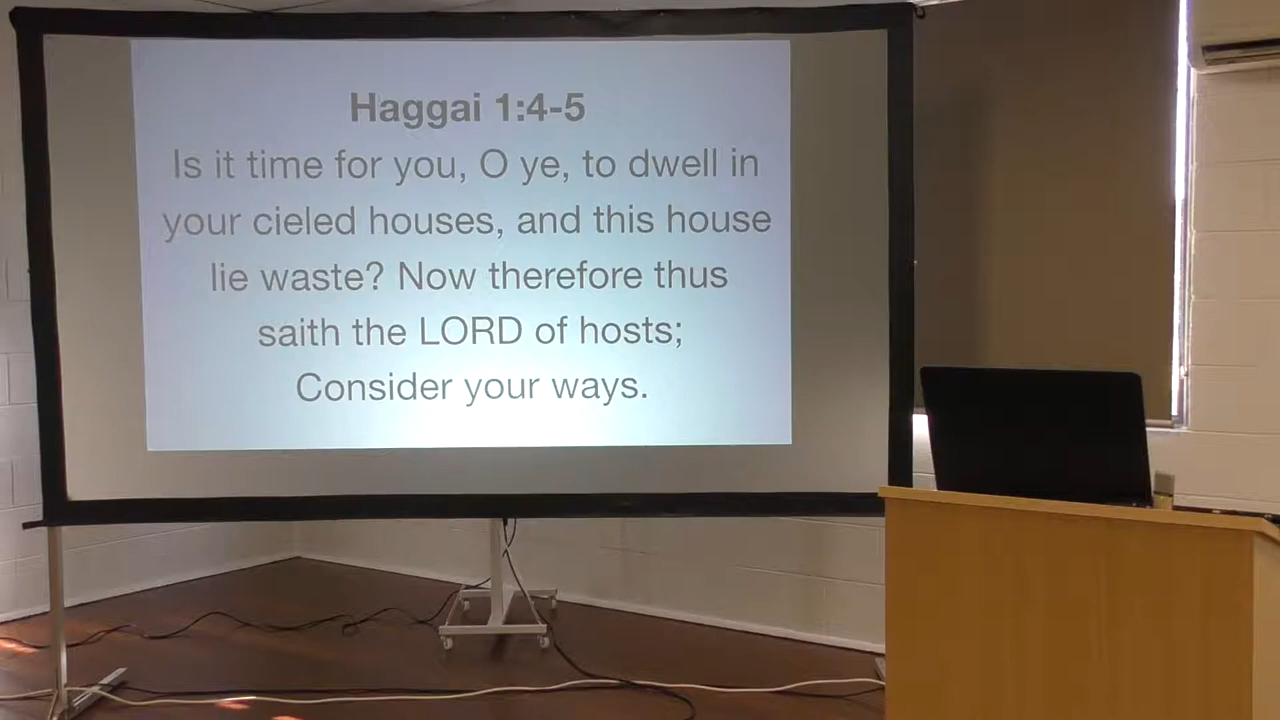 Haggai 1:4-5
Is it time for you, O ye, to dwell in
your cieled houses, and this house
lie waste? Now therefore thus
saith the LORD of hosts;
Consider your ways.